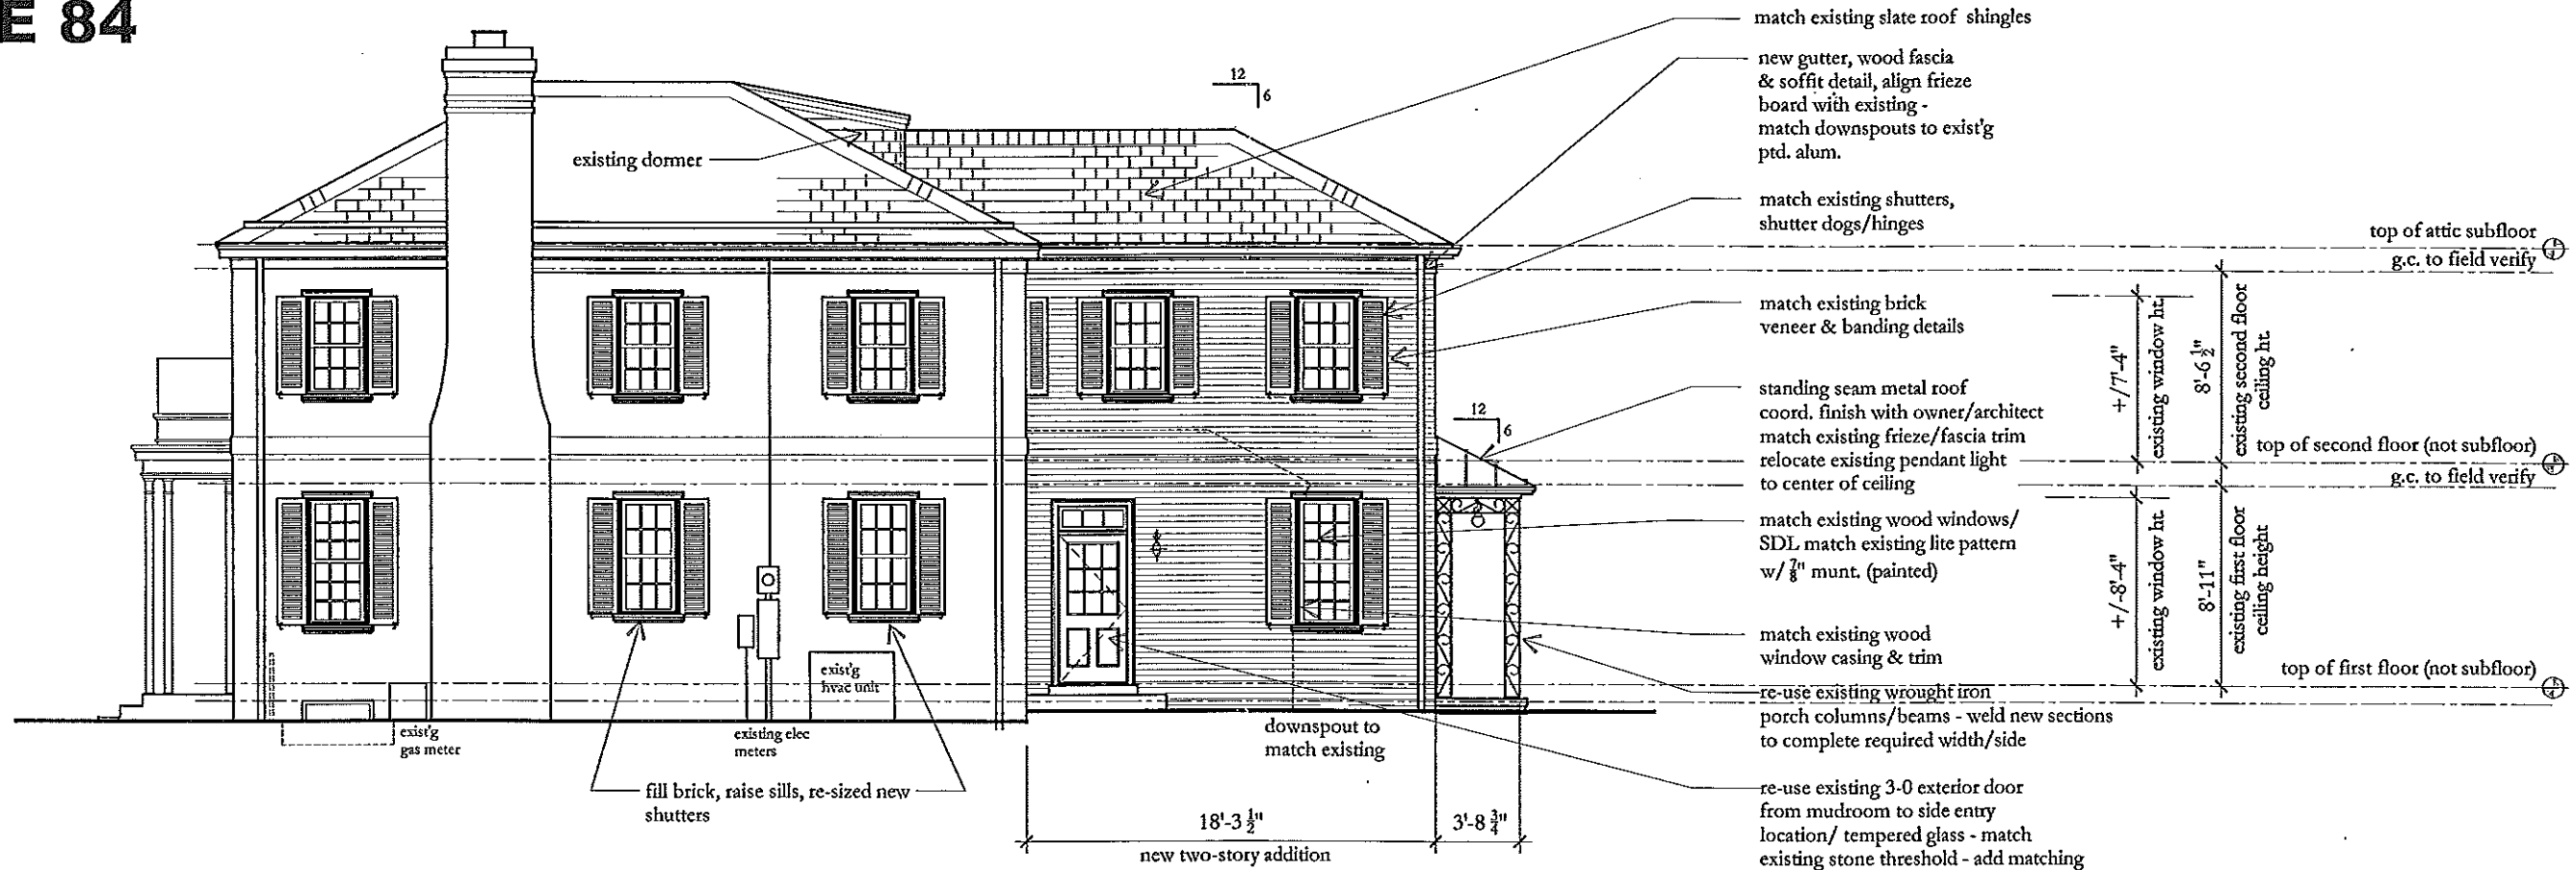 E 84
match existing slate roof shingles
new gutter, wood fascia
& soffit detail, align frieze
board with existing -
match downspouts to exist'g
ptd. alum.
12
6
existing dormer
match existing shutters,
shutter dogs/hinges
top of attic subfloor
g.c. to field verify
match existing brick
veneer & banding details
standing seam metal roof
coord. finish with owner/architect
match existing frieze/fascia trim
relocate existing pendant light
to center of ceiling
12
6
+/7'-4"
existing window ht.
8'-6 1/2"
existing second floor
ceiling ht.
top of second floor (not subfloor)
g.c. to field verify
match existing wood windows/
SDL match existing lite pattern
w/ 7/8" munt. (painted)
+/-8'-4"
existing window ht.
8'-11"
existing first floor
ceiling height
match existing wood
window casing & trim
top of first floor (not subfloor)
re-use existing wrought iron
porch columns/beams - weld new sections
to complete required width/side
exist'g
hvac unit
exist'g
gas meter
existing elec
meters
downspout to
match existing
fill brick, raise sills, re-sized new
shutters
re-use existing 3-0 exterior door
from mudroom to side entry
location/ tempered glass - match
existing stone threshold - add matching
18'-3 1/2"
3'-8 3/4"
new two-story addition